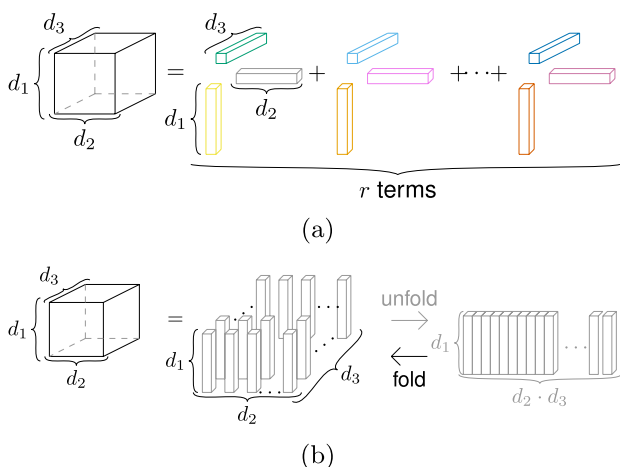 d₃
d₁
d₂
=
d₃
d₂
d₁
+
+ ··· +
r terms
(a)
d₃
d₁
d₂
=
d₁
d₂
d₃
...
...
...
...
unfold
fold
d₁
...
d₂ · d₃
(b)